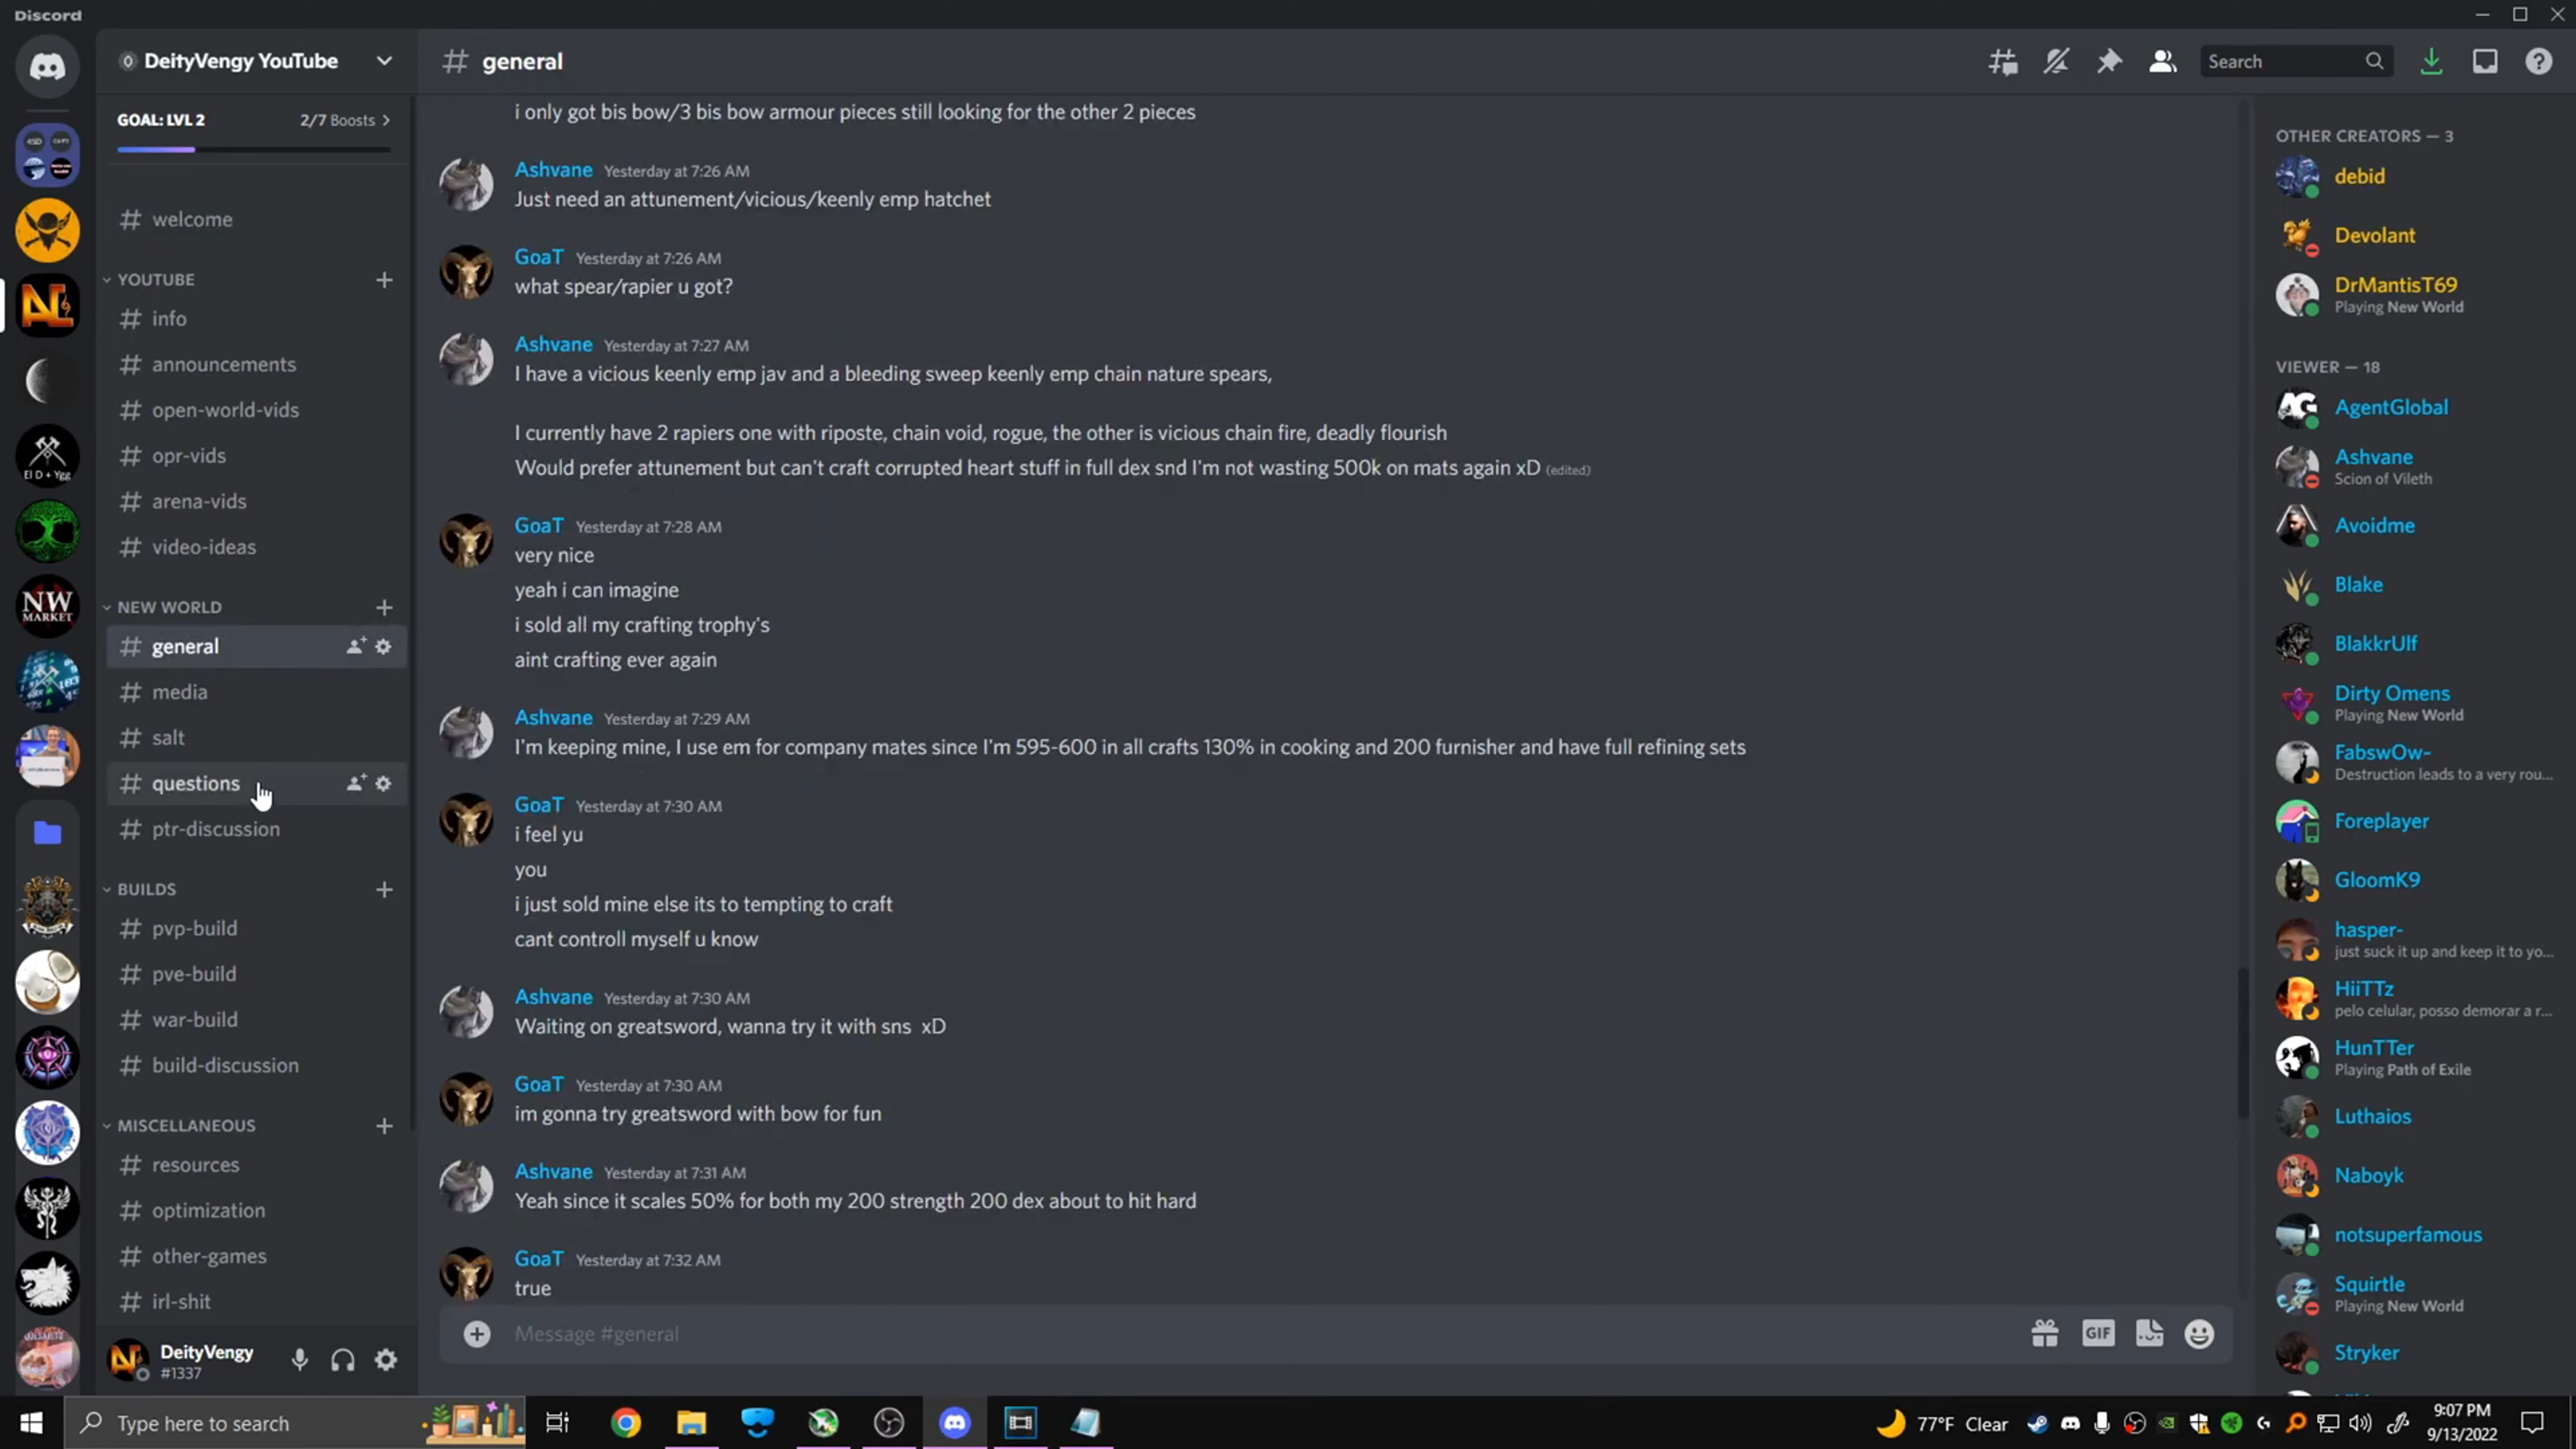 Discord
DeityVengy YouTube
GOAL: LVL 2
2/7 Boosts
welcome
YOUTUBE
info
announcements
open-world-vids
opr-vids
arena-vids
video-ideas
NEW WORLD
general
media
salt
questions
ptr-discussion
BUILDS
pvp-build
pve-build
war-build
build-discussion
MISCELLANEOUS
resources
optimization
other-games
irl-shit
DeityVengy
#1337
El D + Ygg
NW
MARKET
general
Search
i only got bis bow/3 bis bow armour pieces still looking for the other 2 pieces
Ashvane Yesterday at 7:26 AM
Just need an attunement/vicious/keenly emp hatchet
GoaT Yesterday at 7:26 AM
what spear/rapier u got?
Ashvane Yesterday at 7:27 AM
I have a vicious keenly emp jav and a bleeding sweep keenly emp chain nature spears,
I currently have 2 rapiers one with riposte, chain void, rogue, the other is vicious chain fire, deadly flourish
Would prefer attunement but can't craft corrupted heart stuff in full dex snd I'm not wasting 500k on mats again xD (edited)
GoaT Yesterday at 7:28 AM
very nice
yeah i can imagine
i sold all my crafting trophy's
aint crafting ever again
Ashvane Yesterday at 7:29 AM
I'm keeping mine, I use em for company mates since I'm 595-600 in all crafts 130% in cooking and 200 furnisher and have full refining sets
GoaT Yesterday at 7:30 AM
i feel yu
you
i just sold mine else its to tempting to craft
cant controll myself u know
Ashvane Yesterday at 7:30 AM
Waiting on greatsword, wanna try it with sns xD
GoaT Yesterday at 7:30 AM
im gonna try greatsword with bow for fun
Ashvane Yesterday at 7:31 AM
Yeah since it scales 50% for both my 200 strength 200 dex about to hit hard
GoaT Yesterday at 7:32 AM
true
Message #general
GIF
OTHER CREATORS — 3
debid
Devolant
DrMantisT69
Playing New World
VIEWER — 18
AgentGlobal
Ashvane
Scion of Vileth
Avoidme
Blake
BlakkrUlf
Dirty Omens
Playing New World
FabswOw-
Destruction leads to a very rou...
Foreplayer
GloomK9
hasper-
just suck it up and keep it to yo...
HiiTTz
pelo celular, posso demorar a r...
HunTTer
Playing Path of Exile
Luthaios
Naboyk
notsuperfamous
Squirtle
Playing New World
Stryker
Type here to search
77°F Clear
9:07 PM
9/13/2022